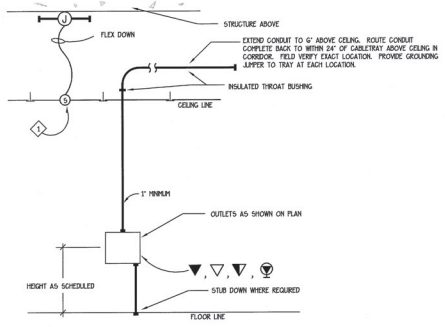 J
STRUCTURE ABOVE
FLEX DOWN
EXTEND CONDUIT TO 6" ABOVE CEILING. ROUTE CONDUIT
COMPLETE BACK TO WITHIN 24" OF CABLETRAY ABOVE CEILING IN
CORRIDOR. FIELD VERIFY EXACT LOCATION. PROVIDE GROUNDING
JUMPER TO TRAY AT EACH LOCATION.
INSULATED THROAT BUSHING
S
CEILING LINE
1
1" MINIMUM
OUTLETS AS SHOWN ON PLAN
, , ,
HEIGHT AS SCHEDULED
STUB DOWN WHERE REQUIRED
FLOOR LINE